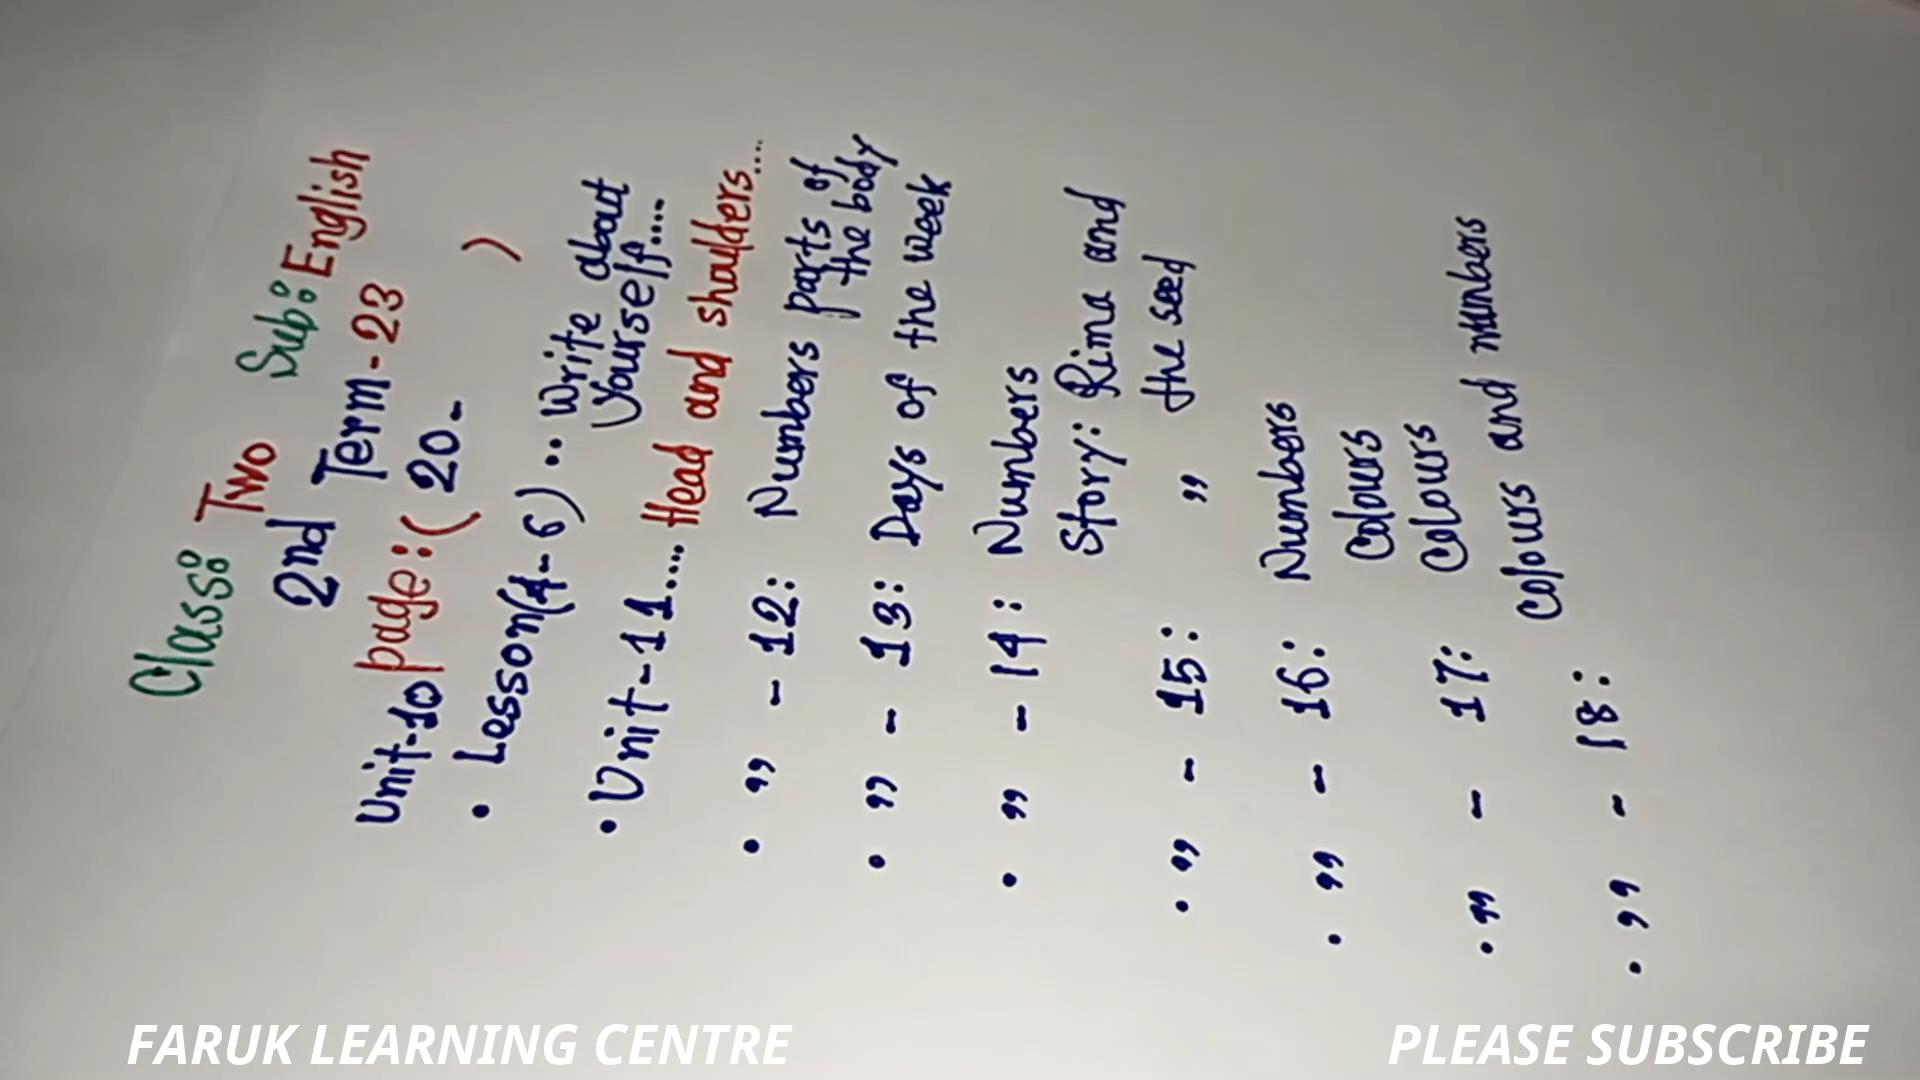 Class: Two Sub: English
2nd Term-23
Unit-10 page: ( 20- )
• Lesson(4-6) .. Write about
yourself....
• Unit-11.... Head and shoulders....
• " - 12: Numbers parts of
the body
• " - 13: Days of the week
• " - 14: Numbers
Story: Rima and
the seed
• " - 15: "
• " - 16: Numbers
Colours
• " - 17: Colours
Colours and numbers
• " - 18:
FARUK LEARNING CENTRE
PLEASE SUBSCRIBE